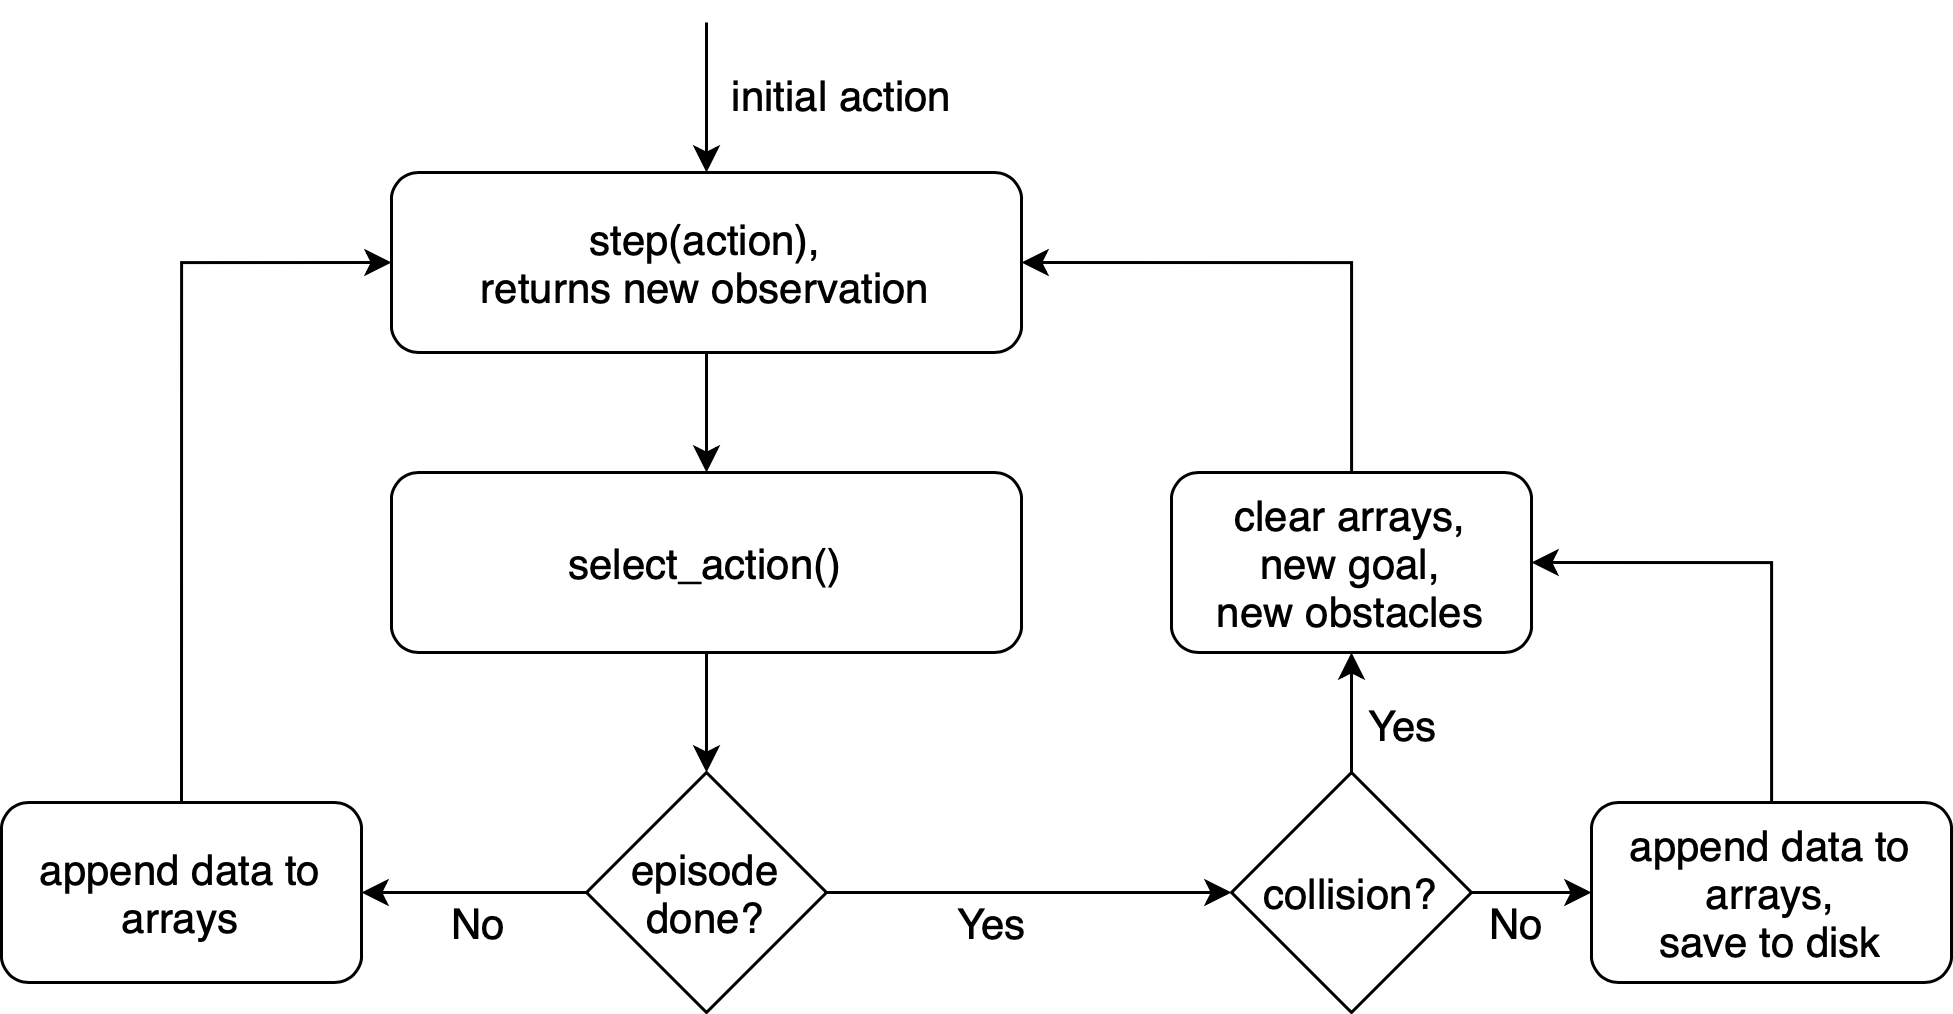 initial action
step(action),
returns new observation
select_action()
clear arrays,
new goal,
new obstacles
Yes
append data to
arrays
No
episode
done?
Yes
collision?
No
append data to
arrays,
save to disk